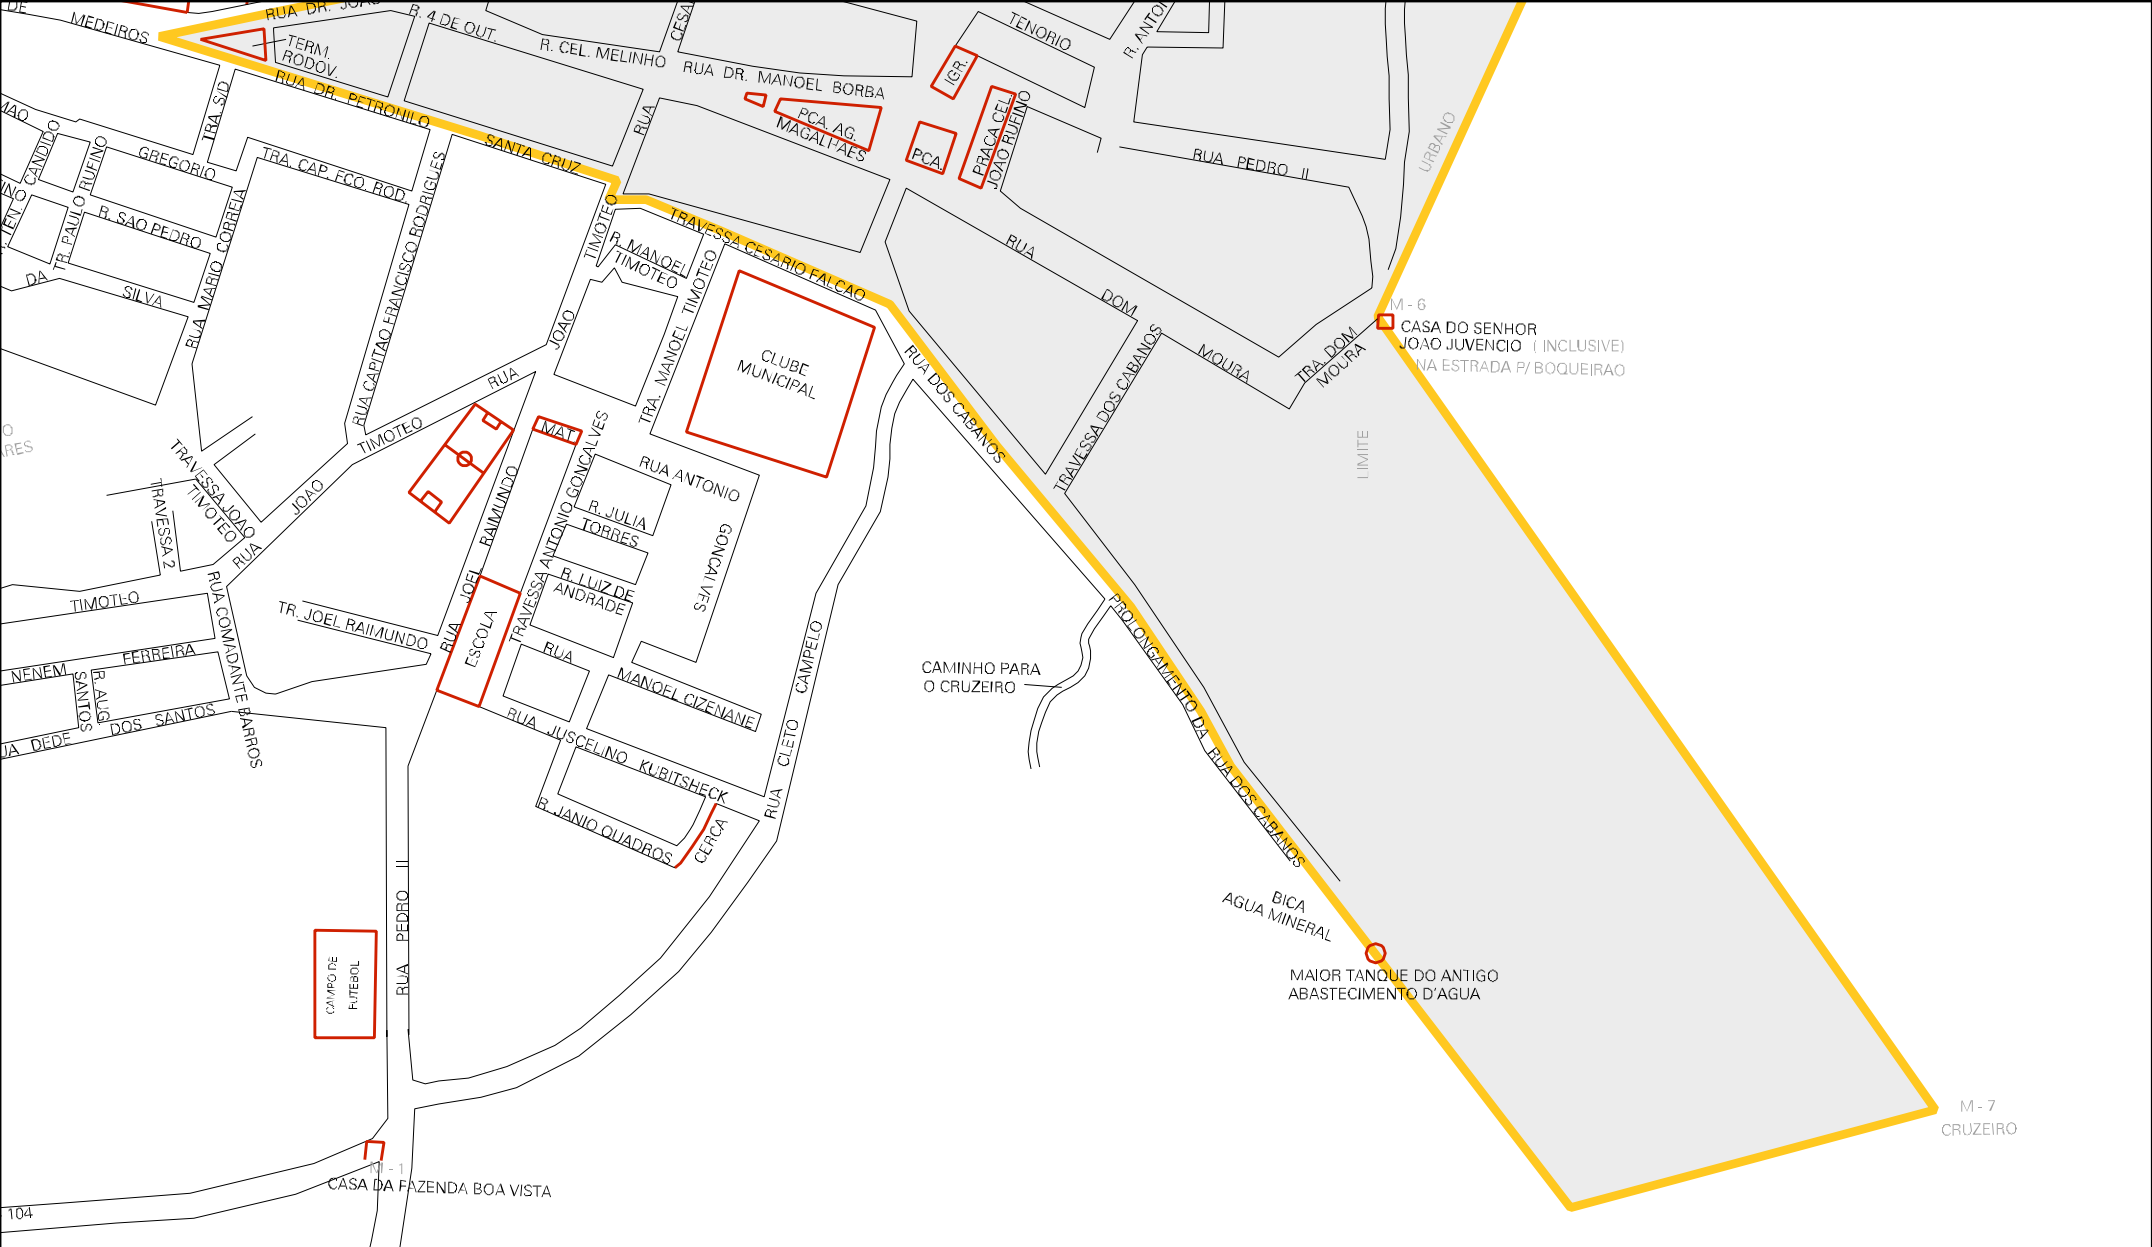 DE
MEDEIROS
RUA DR. JOAO
R. 4 DE OUT.
TERM.
RODOV.
R. CEL. MELINHO
RUA DR. MANOEL BORBA
TENORIO
IGR.
PCA. AG.
MAGALHAES
PCA.
PRACA CEL.
JOAO RUFINO
RUA PEDRO II
URBANO
RUA DR. PETRONILO
SANTA CRUZ
RUA
TRA. S/D
CANDIDO
TR. PAULO RUFINO
GREGORIO
TRA. CAP. FCO. ROD.
R. SAO PEDRO
DA SILVA
RUA MARIO CORREIA
RUA CAPITAO FRANCISCO RODRIGUES
TRAVESSA CESARIO FALCAO
R. MANOEL
TIMOTEO
TRA. MANOEL TIMOTEO
RUA JOAO TIMOTEO
CLUBE
MUNICIPAL
RUA DOM MOURA
TRA. DOM
MOURA
M - 6
CASA DO SENHOR
JOAO JUVENCIO ( INCLUSIVE)
NA ESTRADA P/ BOQUEIRAO
RUA DOS CABANOS
TRAVESSA DOS CABANOS
LIMITE
TIMOTEO
JOAO
RUA
MAT.
TRAVESSA JOAO
TIMOTEO
TRAVESSA 2
RUA JOEL RAIMUNDO
TRAVESSA ANTONIO GONCALVES
RUA ANTONIO
GONCALVES
R. JULIA
TORRES
R. LUIZ DE
ANDRADE
TIMOTEO
TR. JOEL RAIMUNDO
ESCOLA
RUA
MANOEL CIZENANE
NENEM FERREIRA
SANTOS
R. AUG.
DEDE DOS SANTOS
RUA COMADANTE BARROS
RUA JUSCELINO KUBITSHECK
R. JANIO QUADROS
CERCA
RUA CLETO CAMPELO
CAMINHO PARA
O CRUZEIRO
PROLONGAMENTO DA RUA DOS CABANOS
RUA PEDRO II
CAMPO DE
FUTEBOL
BICA
AGUA MINERAL
MAIOR TANQUE DO ANTIGO
ABASTECIMENTO D'AGUA
M - 7
CRUZEIRO
M - 1
CASA DA FAZENDA BOA VISTA
104